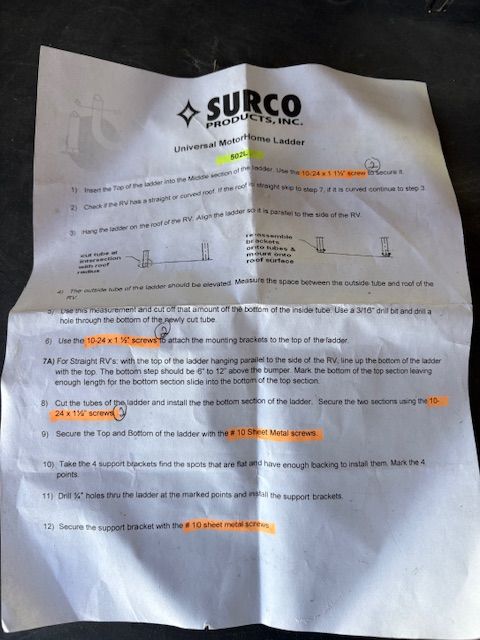 SURCO
PRODUCTS, INC.
Universal MotorHome Ladder
502L
2
1) Insert the Top of the ladder into the Middle section of the ladder. Use the 10-24 x 1 ½" screw to secure it.
2) Check if the RV has a straight or curved roof. If the roof is straight skip to step 7, if it is curved continue to step 3.
3) Hang the ladder on the roof of the RV. Align the ladder so it is parallel to the side of the RV.
cut tube at
intersection
with roof
radius
reassemble
brackets
onto tubes &
mount onto
roof surface
4) The outside tube of the ladder should be elevated. Measure the space between the outside tube and roof of the
RV.
5) Use this measurement and cut off that amount off the bottom of the inside tube. Use a 3/16" drill bit and drill a
hole through the bottom of the newly cut tube.
2
6) Use the 10-24 x 1 ½" screws to attach the mounting brackets to the top of the ladder.
7A) For Straight RV's: with the top of the ladder hanging parallel to the side of the RV, line up the bottom of the ladder
with the top. The bottom step should be 6" to 12" above the bumper. Mark the bottom of the top section leaving
enough length for the bottom section slide into the bottom of the top section.
8) Cut the tubes of the ladder and install the the bottom section of the ladder. Secure the two sections using the 10-
24 x 1½" screws. 2
9) Secure the Top and Bottom of the ladder with the # 10 Sheet Metal screws.
10) Take the 4 support brackets find the spots that are flat and have enough backing to install them. Mark the 4
points.
11) Drill ¼" holes thru the ladder at the marked points and install the support brackets.
12) Secure the support bracket with the # 10 sheet metal screws